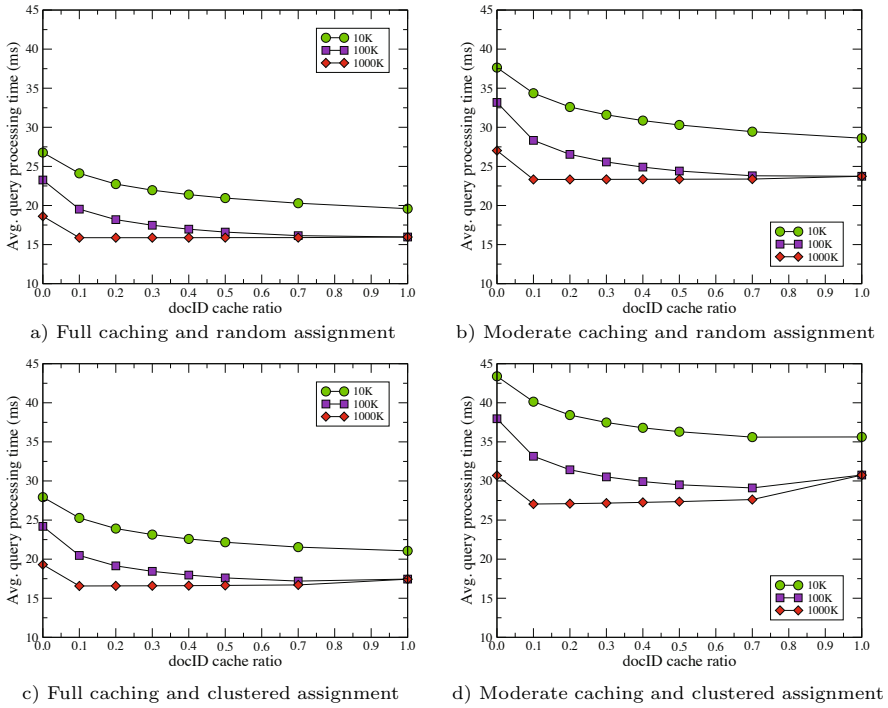 45
40
35
30
25
20
15
10
Avg. query processing time (ms)
10K
100K
1000K
0.0 0.1 0.2 0.3 0.4 0.5 0.6 0.7 0.8 0.9 1.0
docID cache ratio
a) Full caching and random assignment
45
40
35
30
25
20
15
10
Avg. query processing time (ms)
10K
100K
1000K
0.0 0.1 0.2 0.3 0.4 0.5 0.6 0.7 0.8 0.9 1.0
docID cache ratio
b) Moderate caching and random assignment
45
40
35
30
25
20
15
10
Avg. query processing time (ms)
10K
100K
1000K
0.0 0.1 0.2 0.3 0.4 0.5 0.6 0.7 0.8 0.9 1.0
docID cache ratio
c) Full caching and clustered assignment
45
40
35
30
25
20
15
10
Avg. query processing time (ms)
10K
100K
1000K
0.0 0.1 0.2 0.3 0.4 0.5 0.6 0.7 0.8 0.9 1.0
docID cache ratio
d) Moderate caching and clustered assignment